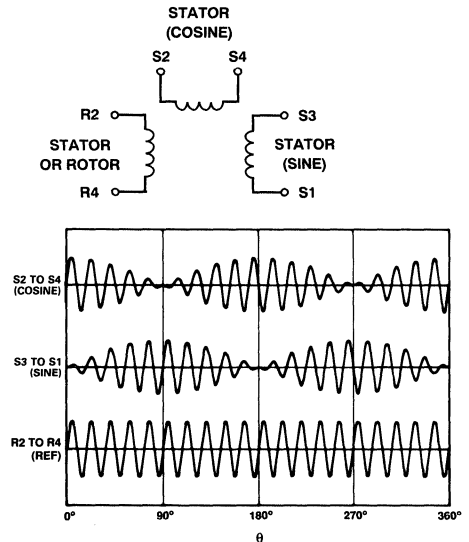 STATOR
(COSINE)
S2 S4
R2 S3
STATOR
OR ROTOR
STATOR
(SINE)
R4 S1
S2 TO S4
(COSINE)
S3 TO S1
(SINE)
R2 TO R4
(REF)
0° 90° 180° 270° 360°
θ